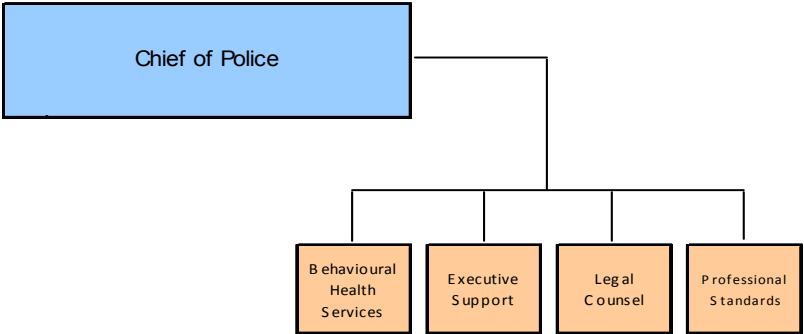 Chief of Police
Behavioural
Health
Services
Executive
Support
Legal
Counsel
Professional
Standards